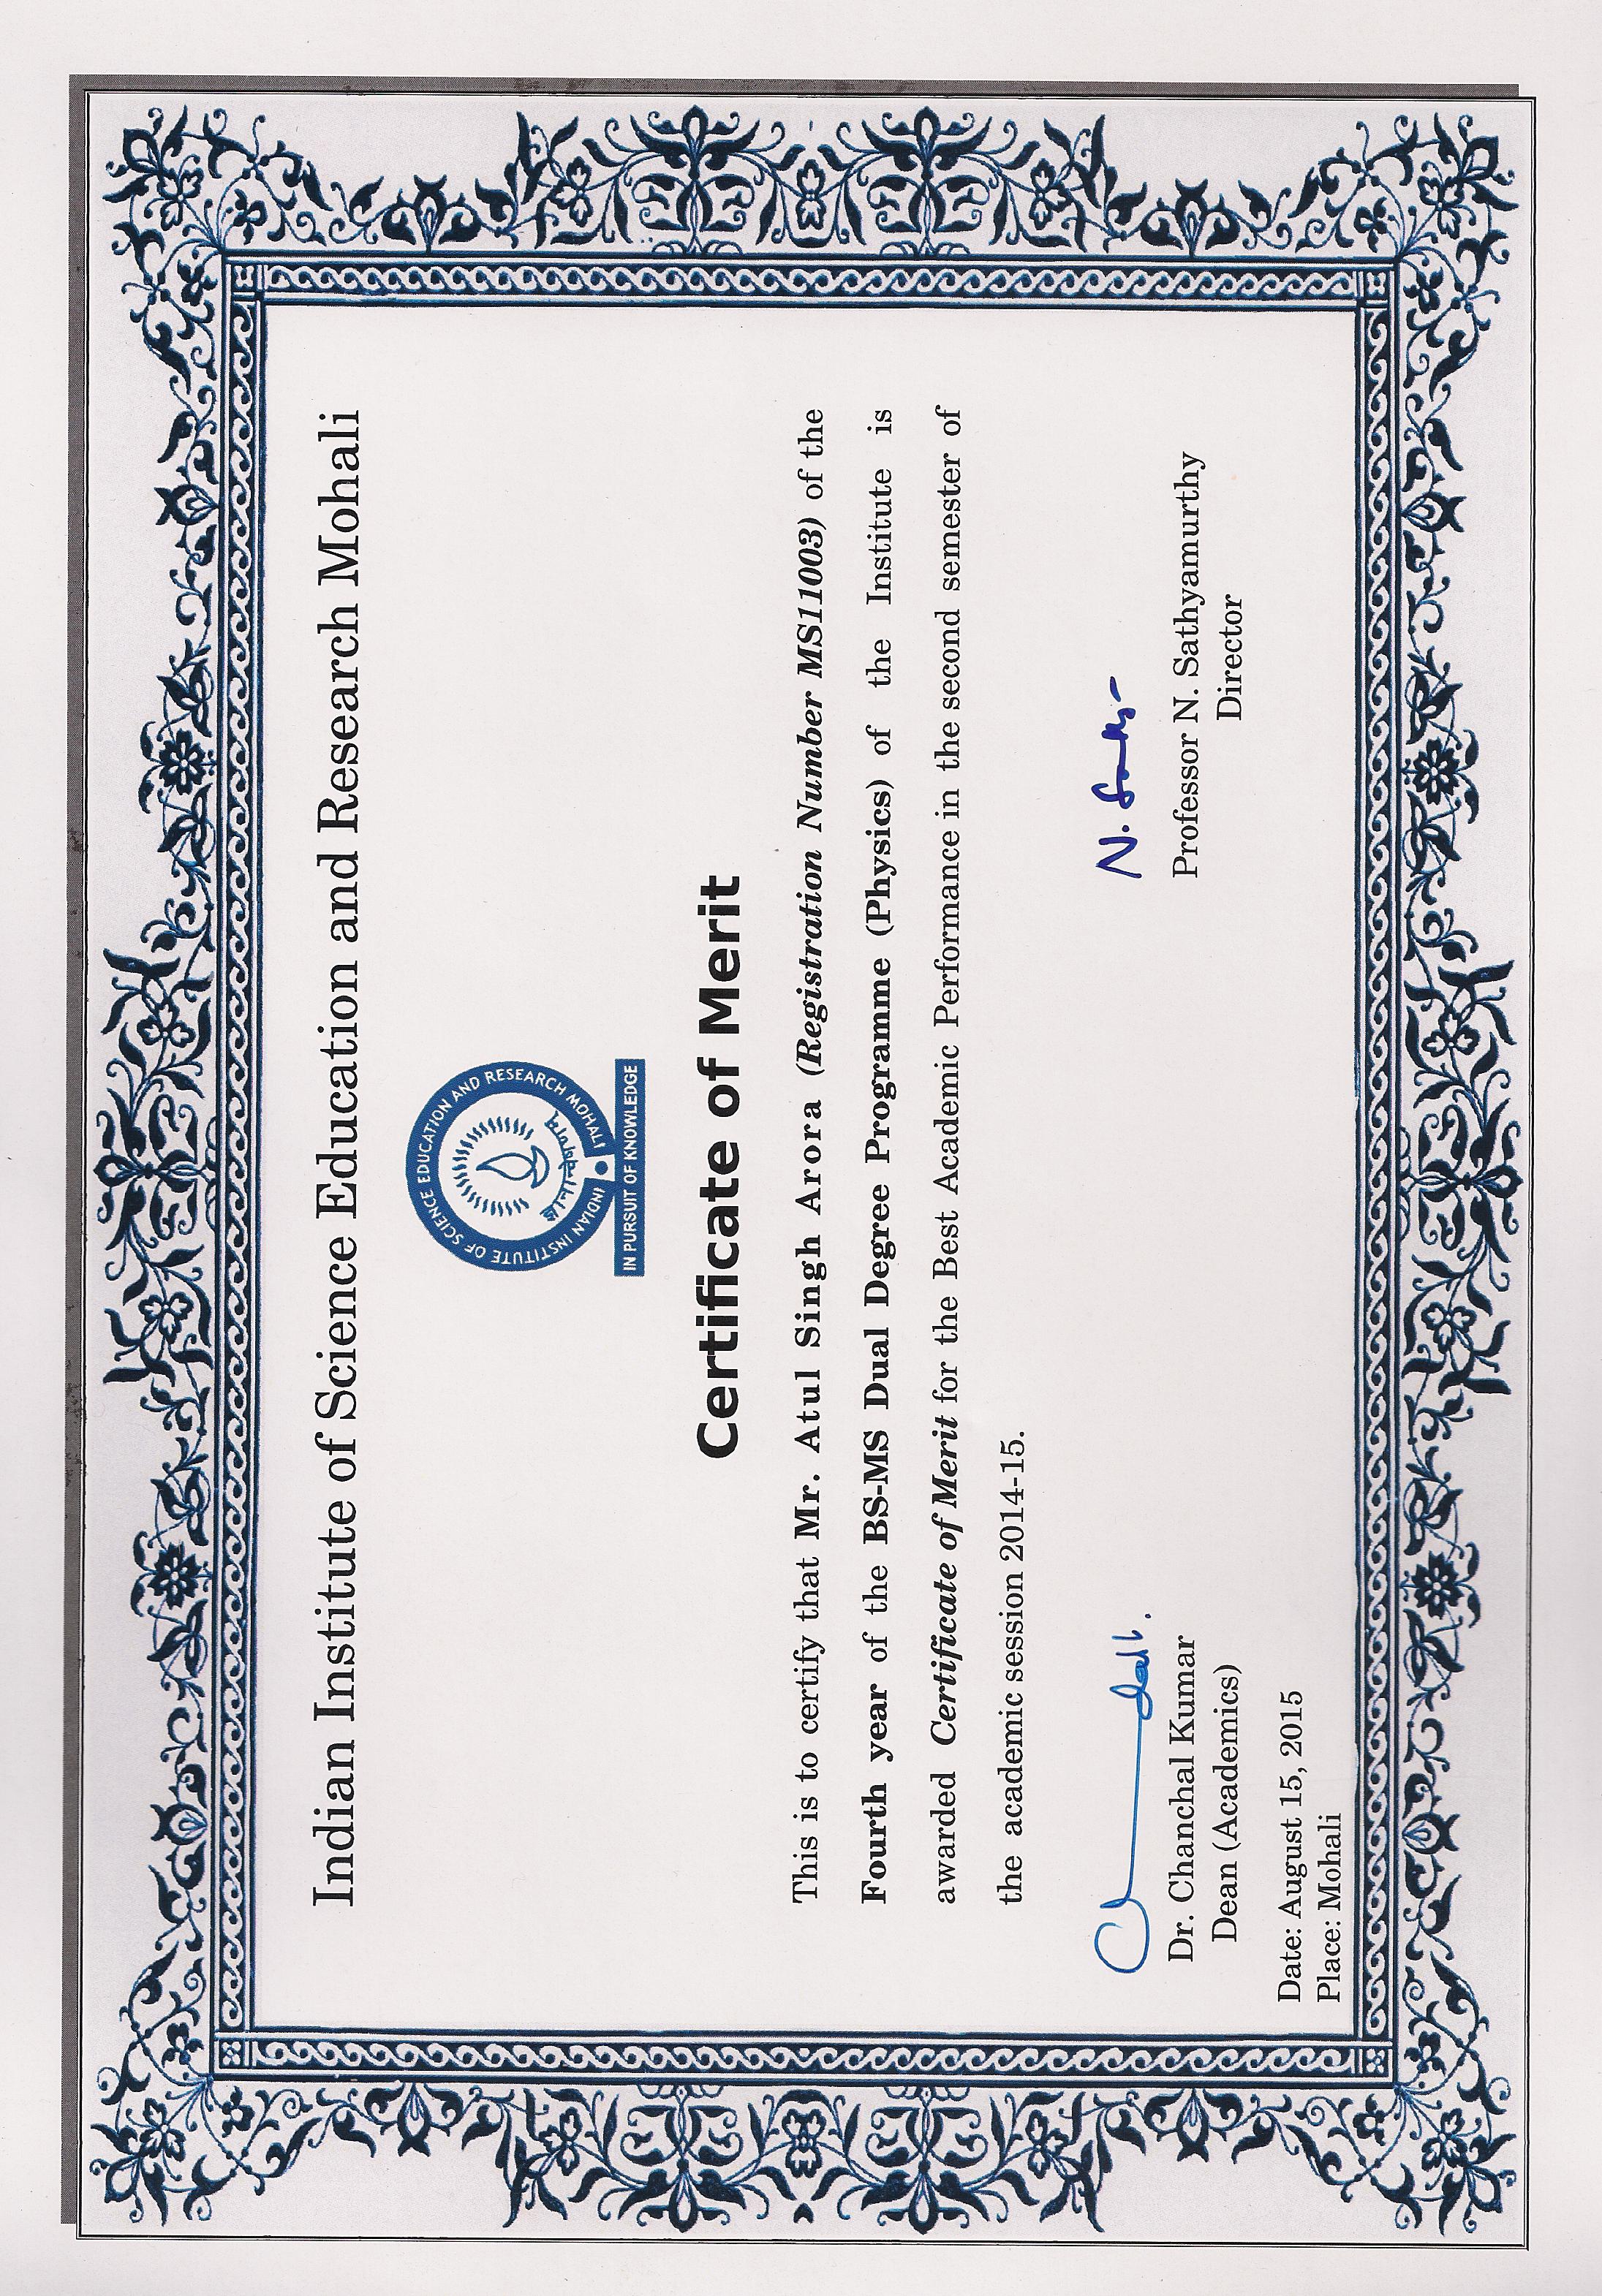 Indian Institute of Science Education and Research Mohali
INDIAN INSTITUTE OF SCIENCE EDUCATION AND RESEARCH MOHALI
IN PURSUIT OF KNOWLEDGE
Certificate of Merit
This is to certify that Mr. Atul Singh Arora (Registration Number MS11003) of the
Fourth year of the BS-MS Dual Degree Programme (Physics) of the Institute is
awarded Certificate of Merit for the Best Academic Performance in the second semester of
the academic session 2014-15.
Dr. Chanchal Kumar
Dean (Academics)
Professor N. Sathyamurthy
Director
Date: August 15, 2015
Place: Mohali